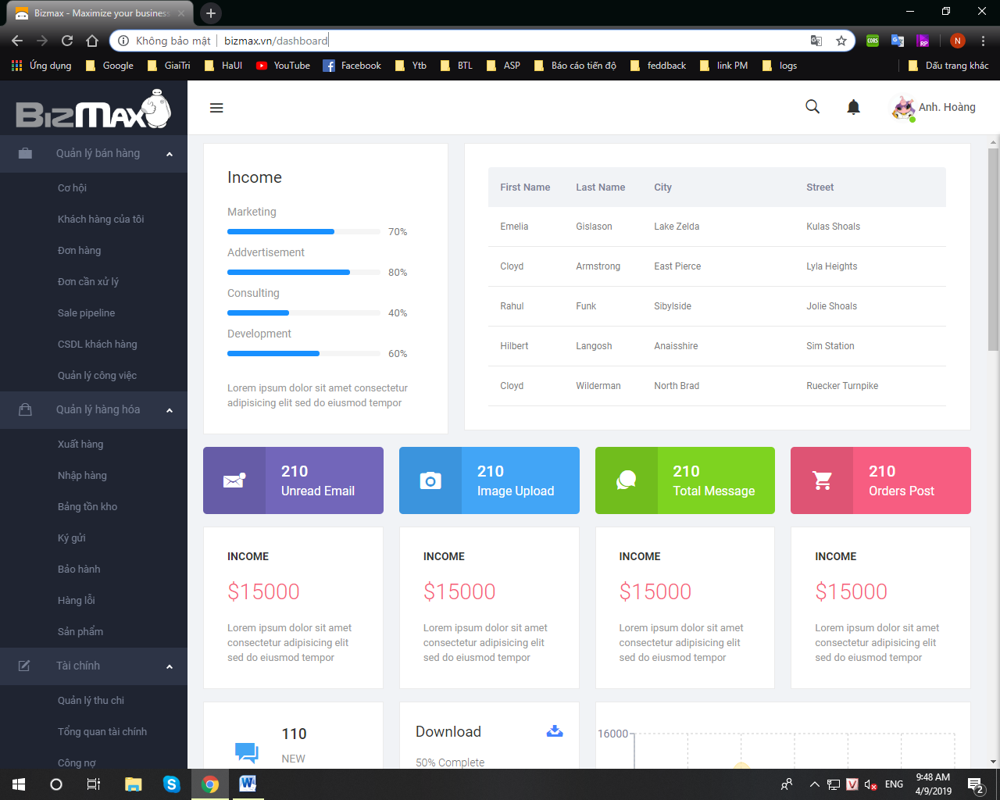 Bizmax - Maximize your business
Không bảo mật
bizmax.vn/dashboard
CORS
RP
N
Ứng dụng
Google
GiaiTri
HaUI
YouTube
Facebook
Ytb
BTL
ASP
Báo cáo tiến độ
feddback
link PM
logs
Dấu trang khác
BIZMAX
Anh. Hoàng
Quản lý bán hàng
Cơ hội
Khách hàng của tôi
Đơn hàng
Đơn cần xử lý
Sale pipeline
CSDL khách hàng
Quản lý công việc
Quản lý hàng hóa
Xuất hàng
Nhập hàng
Bảng tồn kho
Ký gửi
Bảo hành
Hàng lỗi
Sản phẩm
Tài chính
Quản lý thu chi
Tổng quan tài chính
Công nợ
Income
Marketing
70%
Addvertisement
80%
Consulting
40%
Development
60%
Lorem ipsum dolor sit amet consectetur
adipisicing elit sed do eiusmod tempor
First Name Last Name City Street
Emelia Gislason Lake Zelda Kulas Shoals
Cloyd Armstrong East Pierce Lyla Heights
Rahul Funk Sibylside Jolie Shoals
Hilbert Langosh Anaisshire Sim Station
Cloyd Wilderman North Brad Ruecker Turnpike
210
Unread Email
210
Image Upload
210
Total Message
210
Orders Post
INCOME
$15000
Lorem ipsum dolor sit amet
consectetur adipisicing elit
sed do eiusmod tempor
INCOME
$15000
Lorem ipsum dolor sit amet
consectetur adipisicing elit
sed do eiusmod tempor
INCOME
$15000
Lorem ipsum dolor sit amet
consectetur adipisicing elit
sed do eiusmod tempor
INCOME
$15000
Lorem ipsum dolor sit amet
consectetur adipisicing elit
sed do eiusmod tempor
110
NEW
Download
50% Complete
16000
ENG
9:48 AM
4/9/2019
2